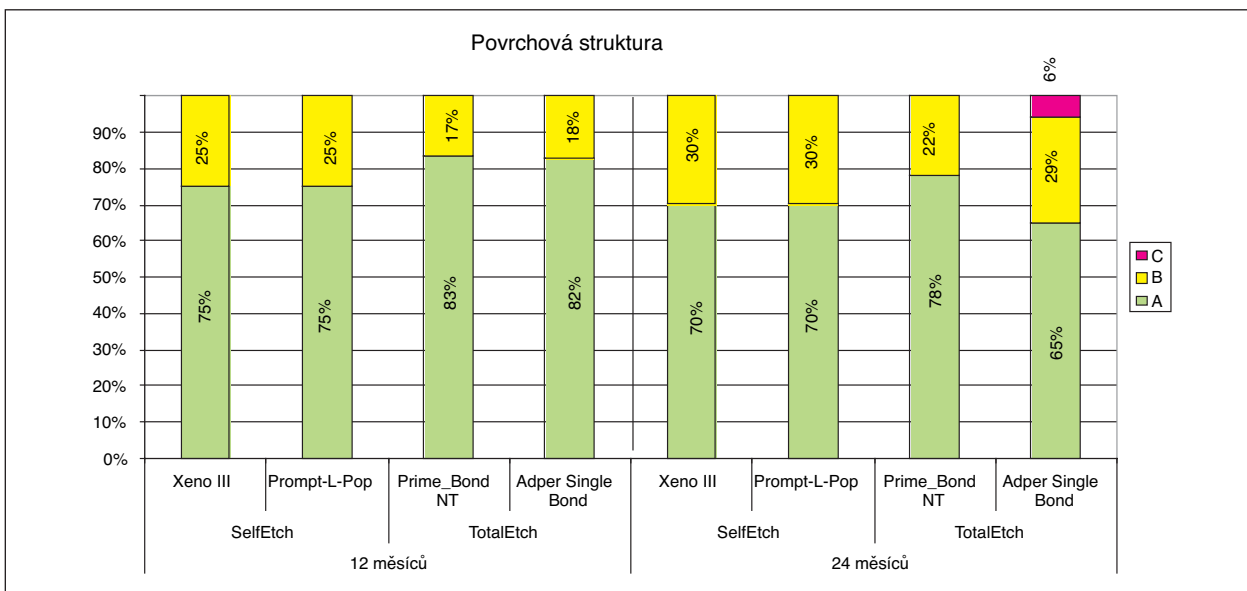 Povrchová struktura
6%
90%
80%
70%
60%
50%
40%
30%
20%
10%
0%
25%
25%
17%
18%
30%
30%
22%
29%
75%
75%
83%
82%
70%
70%
78%
65%
C
B
A
Xeno III
Prompt-L-Pop
Prime_Bond
NT
Adper Single
Bond
Xeno III
Prompt-L-Pop
Prime_Bond
NT
Adper Single
Bond
SelfEtch
TotalEtch
SelfEtch
TotalEtch
12 měsíců
24 měsíců